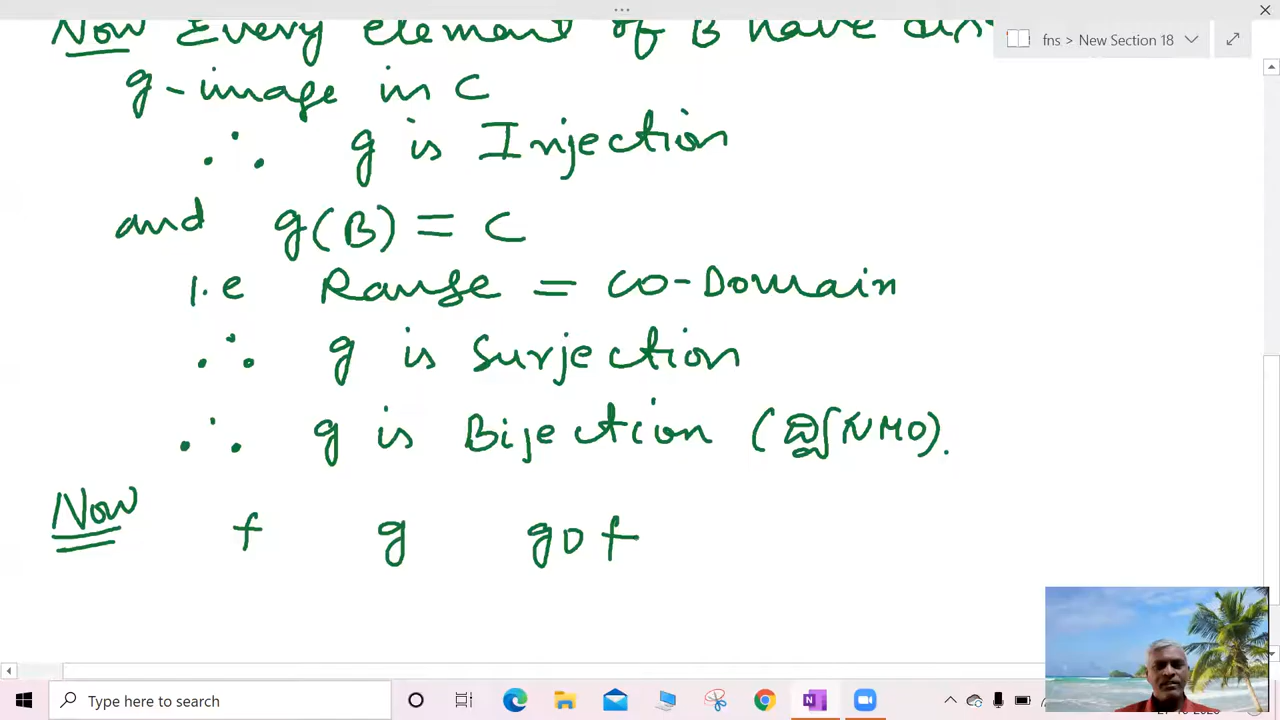 Now Every element of B have dis
fns > New Section 18
g-image in C
∴ g is Injection
and g(B) = C
i.e Range = co-Domain
∴ g is Surjection
∴ g is Bijection
Now f g gof
Type here to search